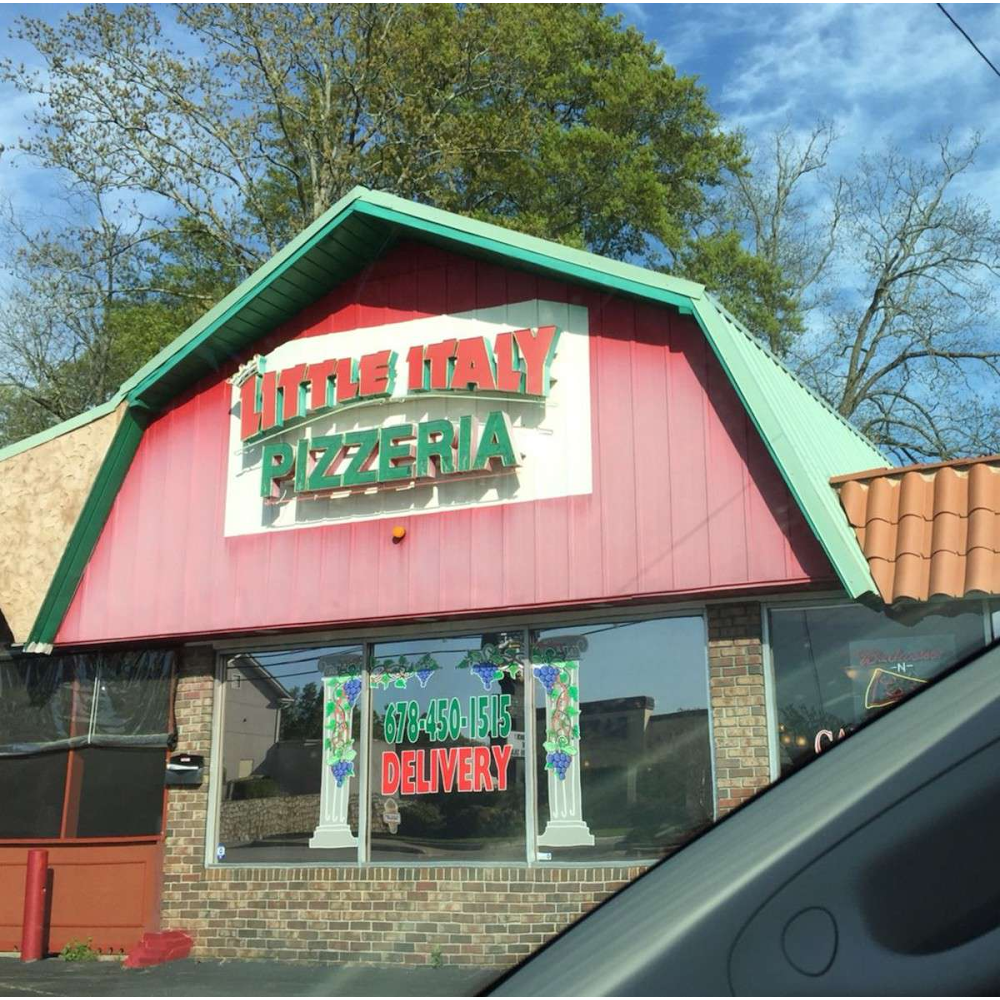 LITTLE ITALY
PIZZERIA
678-450-1515
DELIVERY
-N-